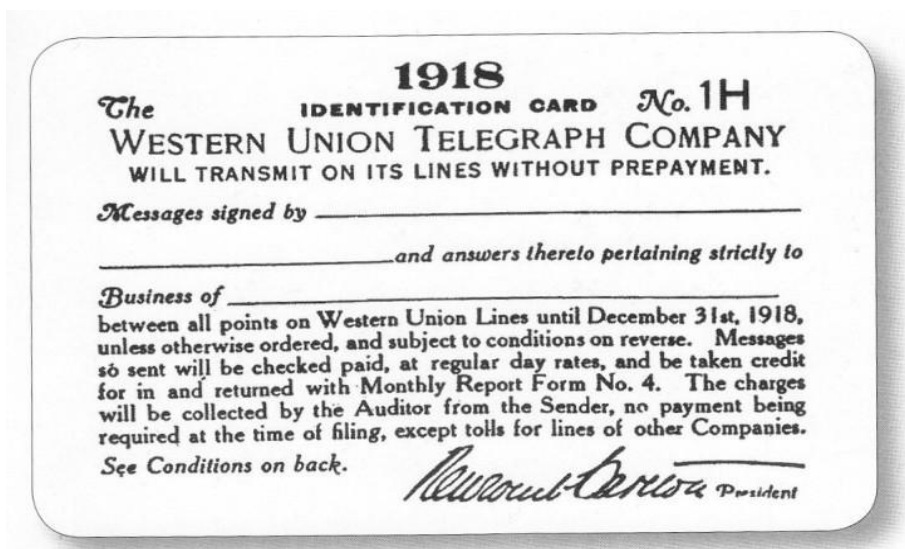 1918
The IDENTIFICATION CARD No. 1H
WESTERN UNION TELEGRAPH COMPANY
WILL TRANSMIT ON ITS LINES WITHOUT PREPAYMENT.
Messages signed by
and answers thereto pertaining strictly to
Business of
between all points on Western Union Lines until December 31st, 1918,
unless otherwise ordered, and subject to conditions on reverse. Messages
so sent will be checked paid, at regular day rates, and be taken credit
for in and returned with Monthly Report Form No. 4. The charges
will be collected by the Auditor from the Sender, no payment being
required at the time of filing, except tolls for lines of other Companies.
See Conditions on back.
Newcomb Carlton President